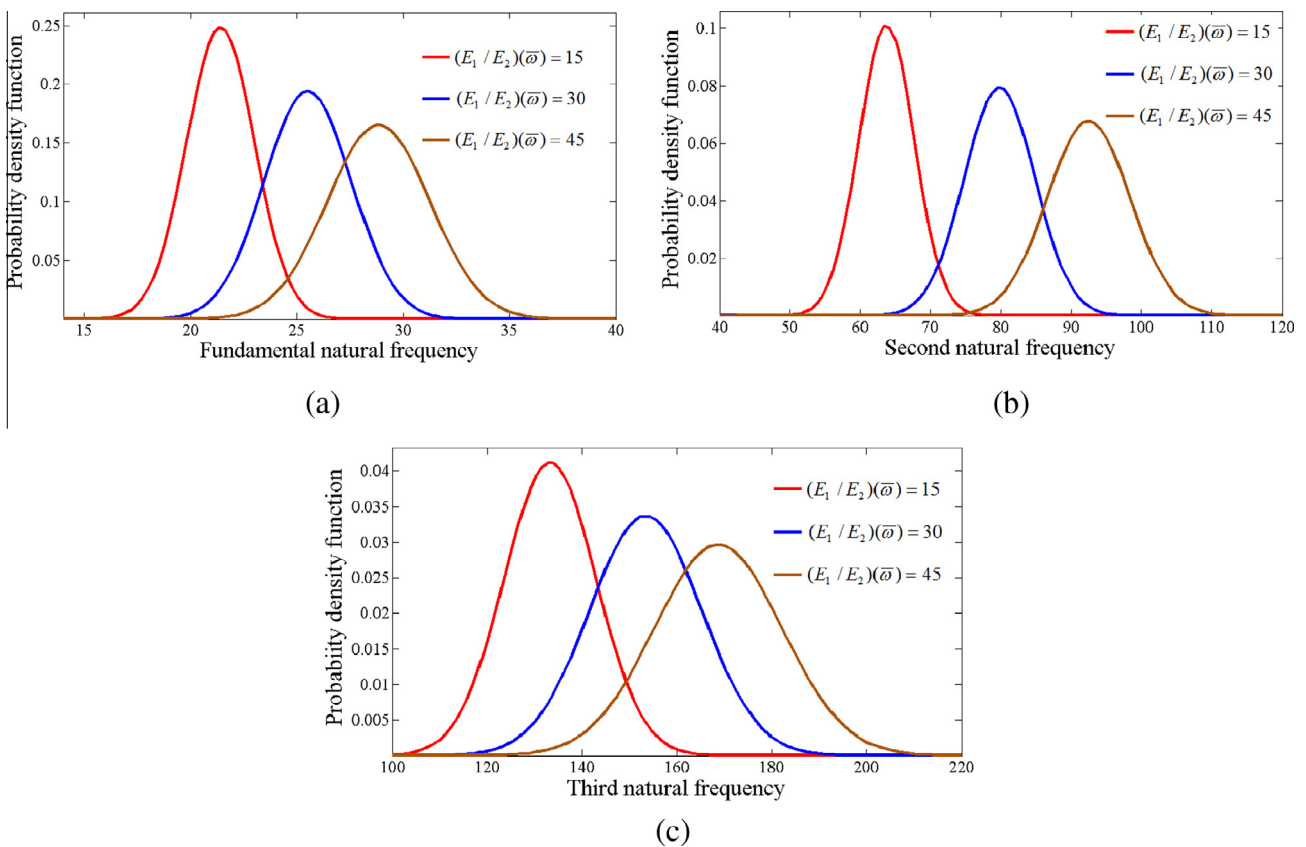 0.25
0.2
0.15
0.1
0.05
Probability density function
(E₁ / E₂)(ω̅) = 15
(E₁ / E₂)(ω̅) = 30
(E₁ / E₂)(ω̅) = 45
15 20 25 30 35 40
Fundamental natural frequency
(a)
0.1
0.08
0.06
0.04
0.02
Probability density function
(E₁ / E₂)(ω̅) = 15
(E₁ / E₂)(ω̅) = 30
(E₁ / E₂)(ω̅) = 45
40 50 60 70 80 90 100 110 120
Second natural frequency
(b)
0.04
0.035
0.03
0.025
0.02
0.015
0.01
0.005
Probabiity density function
(E₁ / E₂)(ω̅) = 15
(E₁ / E₂)(ω̅) = 30
(E₁ / E₂)(ω̅) = 45
100 120 140 160 180 200 220
Third natural frequency
(c)